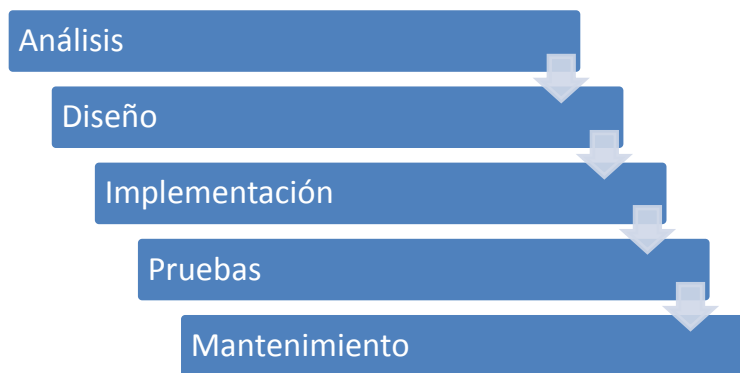 Análisis
Diseño
Implementación
Pruebas
Mantenimiento